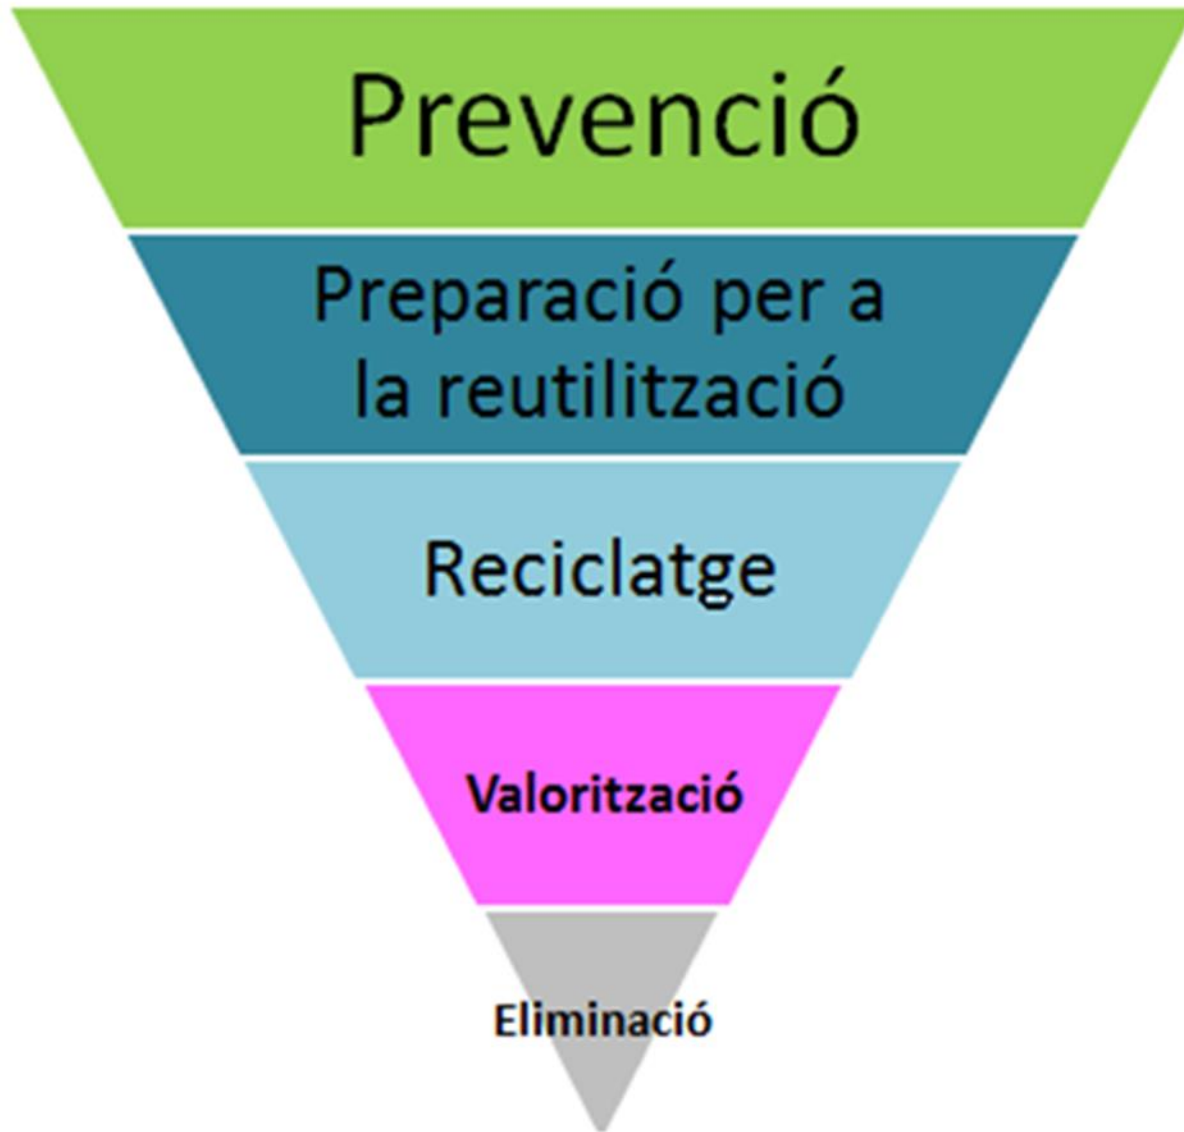 Prevenció
Preparació per a
la reutilització
Reciclatge
Valorització
Eliminació